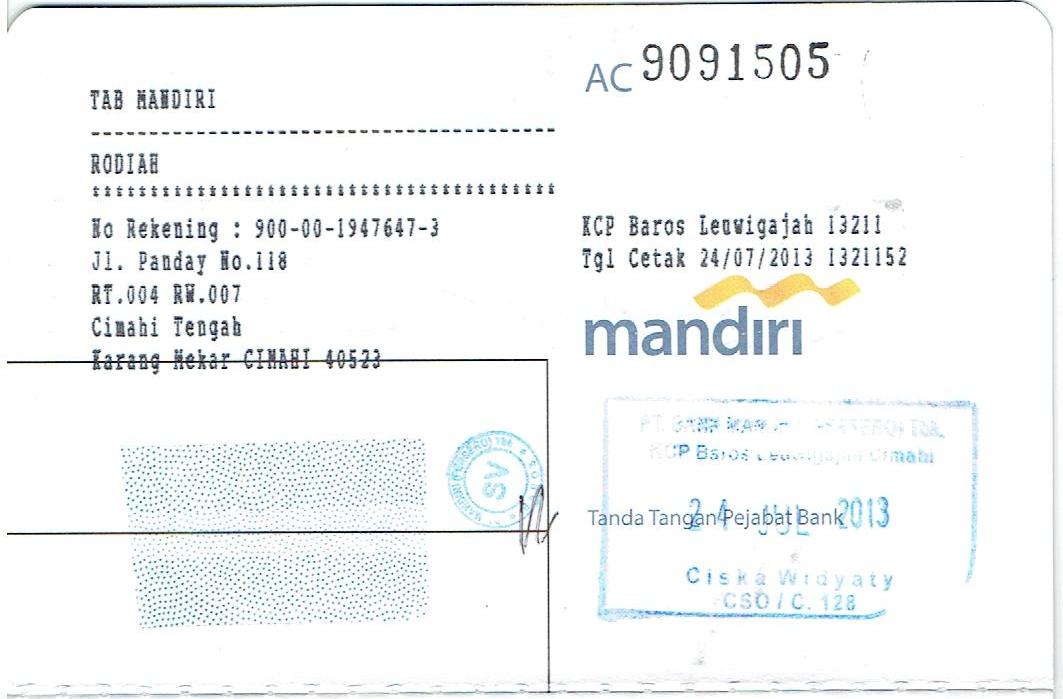 AC 9091505
TAB MANDIRI
---------------------------------------
RODIAH
****************************************
No Rekening : 900-00-1947647-3
Jl. Panday No.118
RT.004 RW.007
Cimahi Tengah
Karang Mekar CIMAHI 40523
KCP Baros Leuwigajah 13211
Tgl Cetak 24/07/2013 1321152
mandiri
PT. BANK MAN (PERSERO) Tbk.
KCP Baros Leuwigajah Cimahi
24 JUL 2013
Tanda Tangan Pejabat Bank
Ciska Widyaty
CSO / C. 128
SV